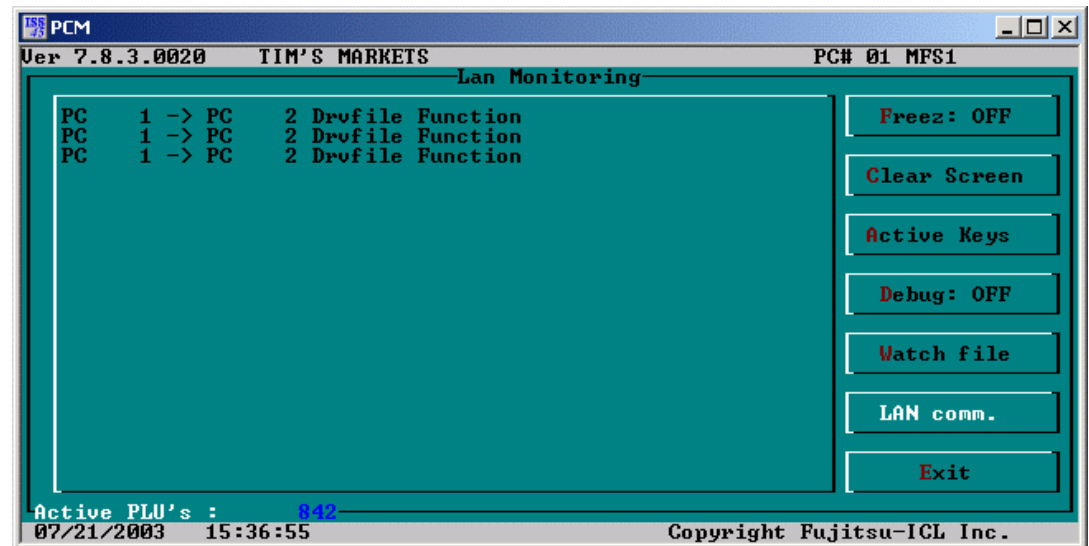 ISS 45 PCM
Ver 7.8.3.0020 TIM'S MARKETS PC# 01 MFS1
Lan Monitoring
PC 1 -> PC 2 Drvfile Function
PC 1 -> PC 2 Drvfile Function
PC 1 -> PC 2 Drvfile Function
Freez: OFF
Clear Screen
Active Keys
Debug: OFF
Watch file
LAN comm.
Exit
Active PLU's : 842
07/21/2003 15:36:55 Copyright Fujitsu-ICL Inc.